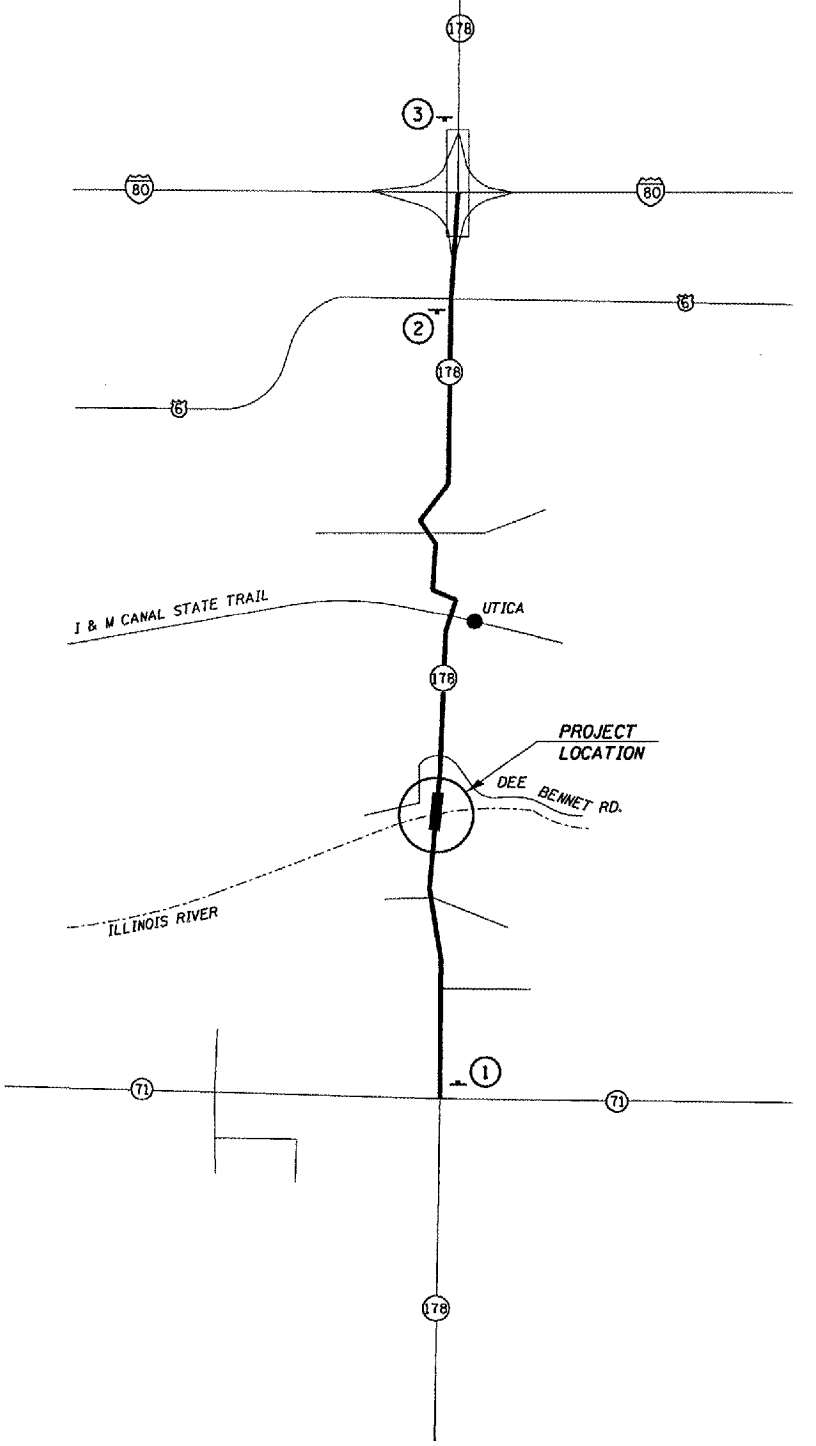 178
3
80
80
6
2
178
6
I & M CANAL STATE TRAIL
UTICA
178
PROJECT
LOCATION
DEE BENNET RD.
ILLINOIS RIVER
1
71
71
178